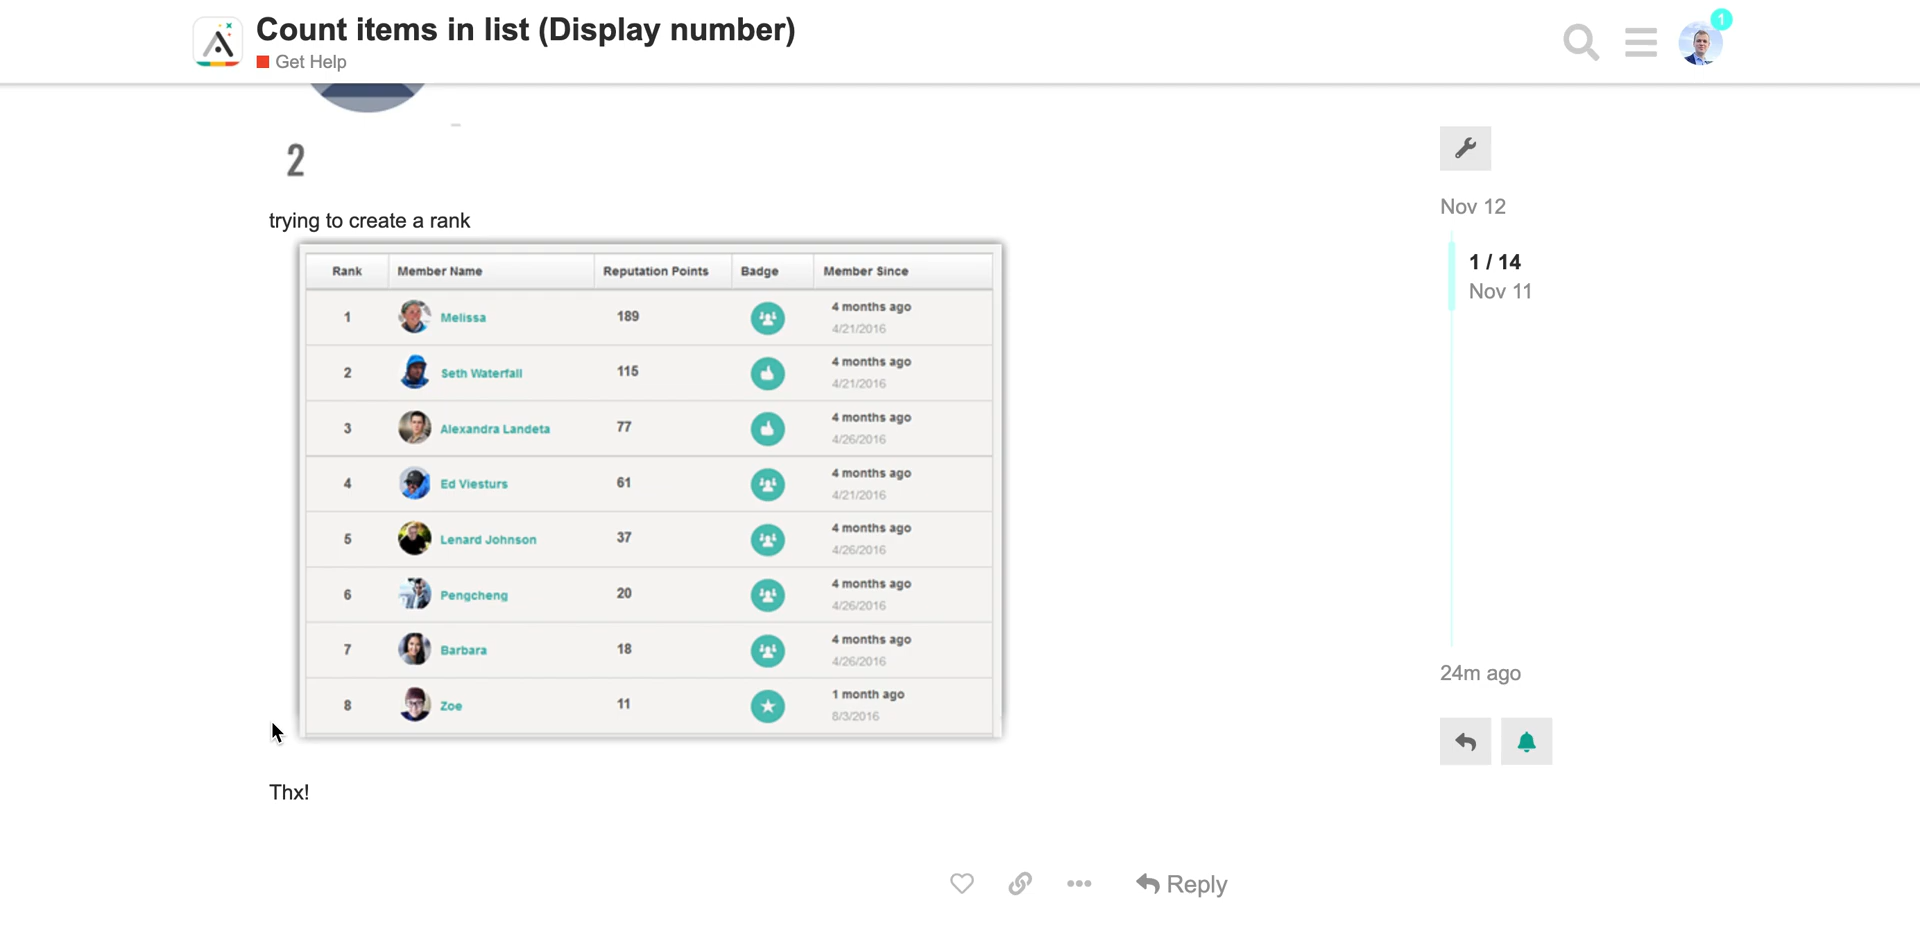 Count items in list (Display number)
Get Help
1
2
trying to create a rank
Rank Member Name Reputation Points Badge Member Since
1 Melissa 189 4 months ago
4/21/2016
2 Seth Waterfall 115 4 months ago
4/21/2016
3 Alexandra Landeta 77 4 months ago
4/26/2016
4 Ed Viesturs 61 4 months ago
4/21/2016
5 Lenard Johnson 37 4 months ago
4/26/2016
6 Pengcheng 20 4 months ago
4/26/2016
7 Barbara 18 4 months ago
4/26/2016
8 Zoe 11 1 month ago
8/3/2016
Thx!
Reply
Nov 12
1 / 14
Nov 11
24m ago